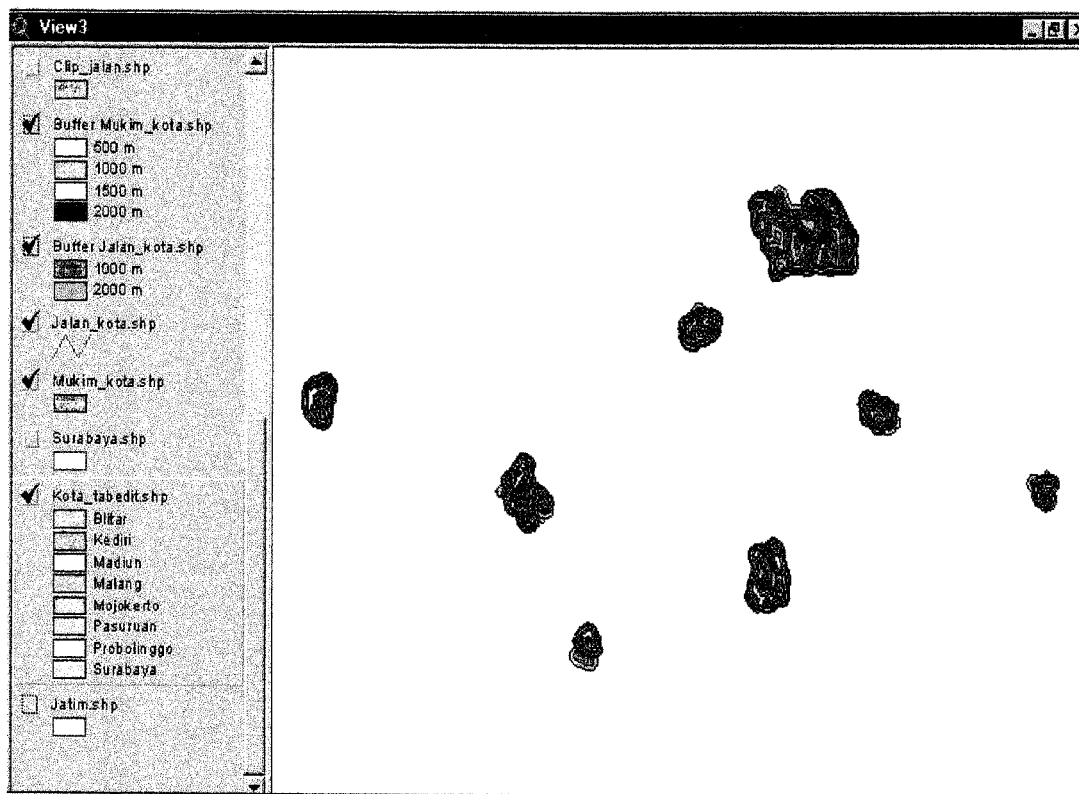 View3
Clip_jalan.shp
Buffer Mukim_kota.shp
500 m
1000 m
1500 m
2000 m
Buffer Jalan_kota.shp
1000 m
2000 m
Jalan_kota.shp
Mukim_kota.shp
Surabaya.shp
Kota_tabedit.shp
Blitar
Kediri
Madiun
Malang
Mojokerto
Pasuruan
Probolinggo
Surabaya
Jatim.shp